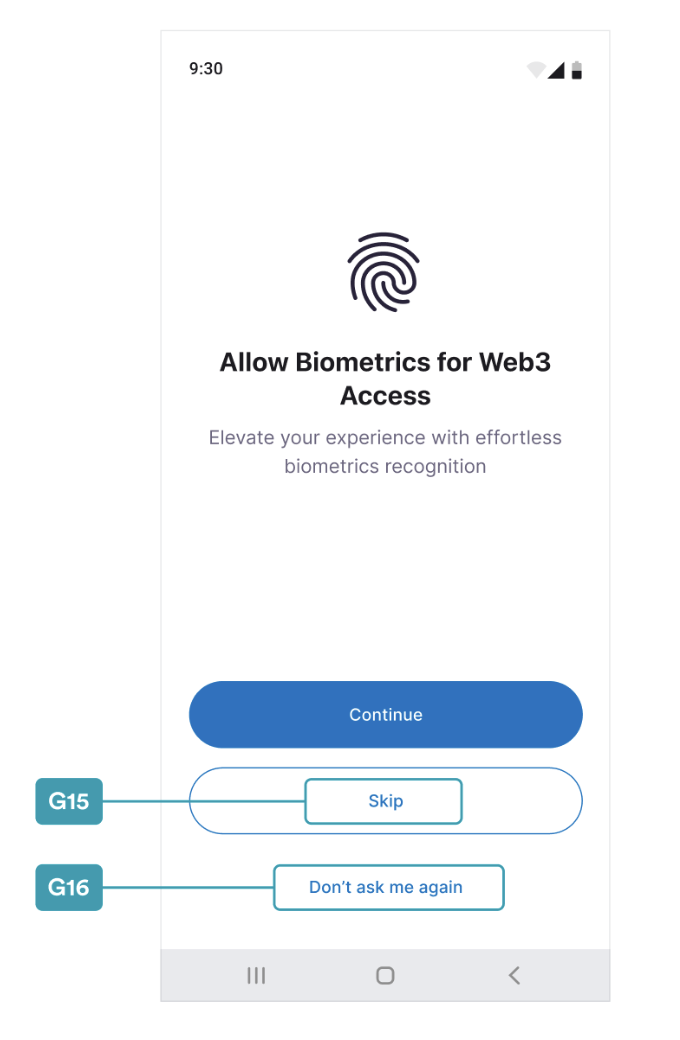 9:30
Allow Biometrics for Web3
Access
Elevate your experience with effortless
biometrics recognition
Continue
G15
Skip
G16
Don’t ask me again